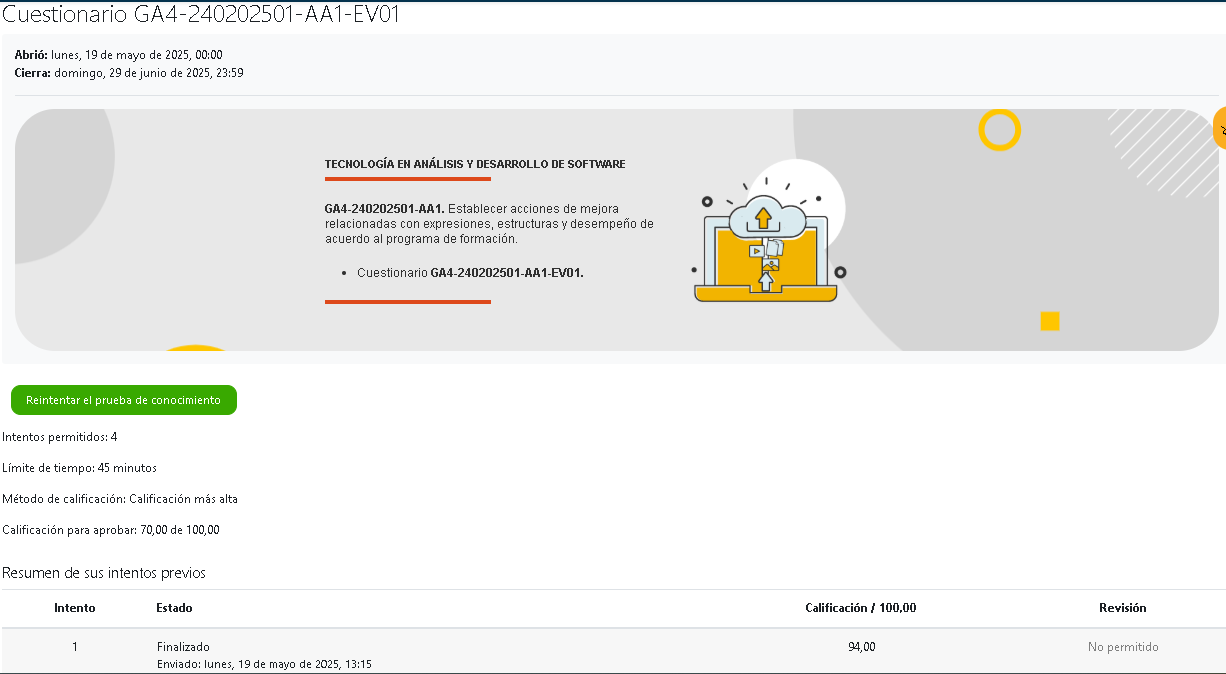 Cuestionario GA4-240202501-AA1-EV01
Abrió: lunes, 19 de mayo de 2025, 00:00
Cierra: domingo, 29 de junio de 2025, 23:59
TECNOLOGÍA EN ANÁLISIS Y DESARROLLO DE SOFTWARE
GA4-240202501-AA1. Establecer acciones de mejora
relacionadas con expresiones, estructuras y desempeño de
acuerdo al programa de formación.
• Cuestionario GA4-240202501-AA1-EV01.
Reintentar el prueba de conocimiento
Intentos permitidos: 4
Límite de tiempo: 45 minutos
Método de calificación: Calificación más alta
Calificación para aprobar: 70,00 de 100,00
Resumen de sus intentos previos
Intento Estado Calificación / 100,00 Revisión
1 Finalizado 94,00 No permitido
Enviado: lunes, 19 de mayo de 2025, 13:15